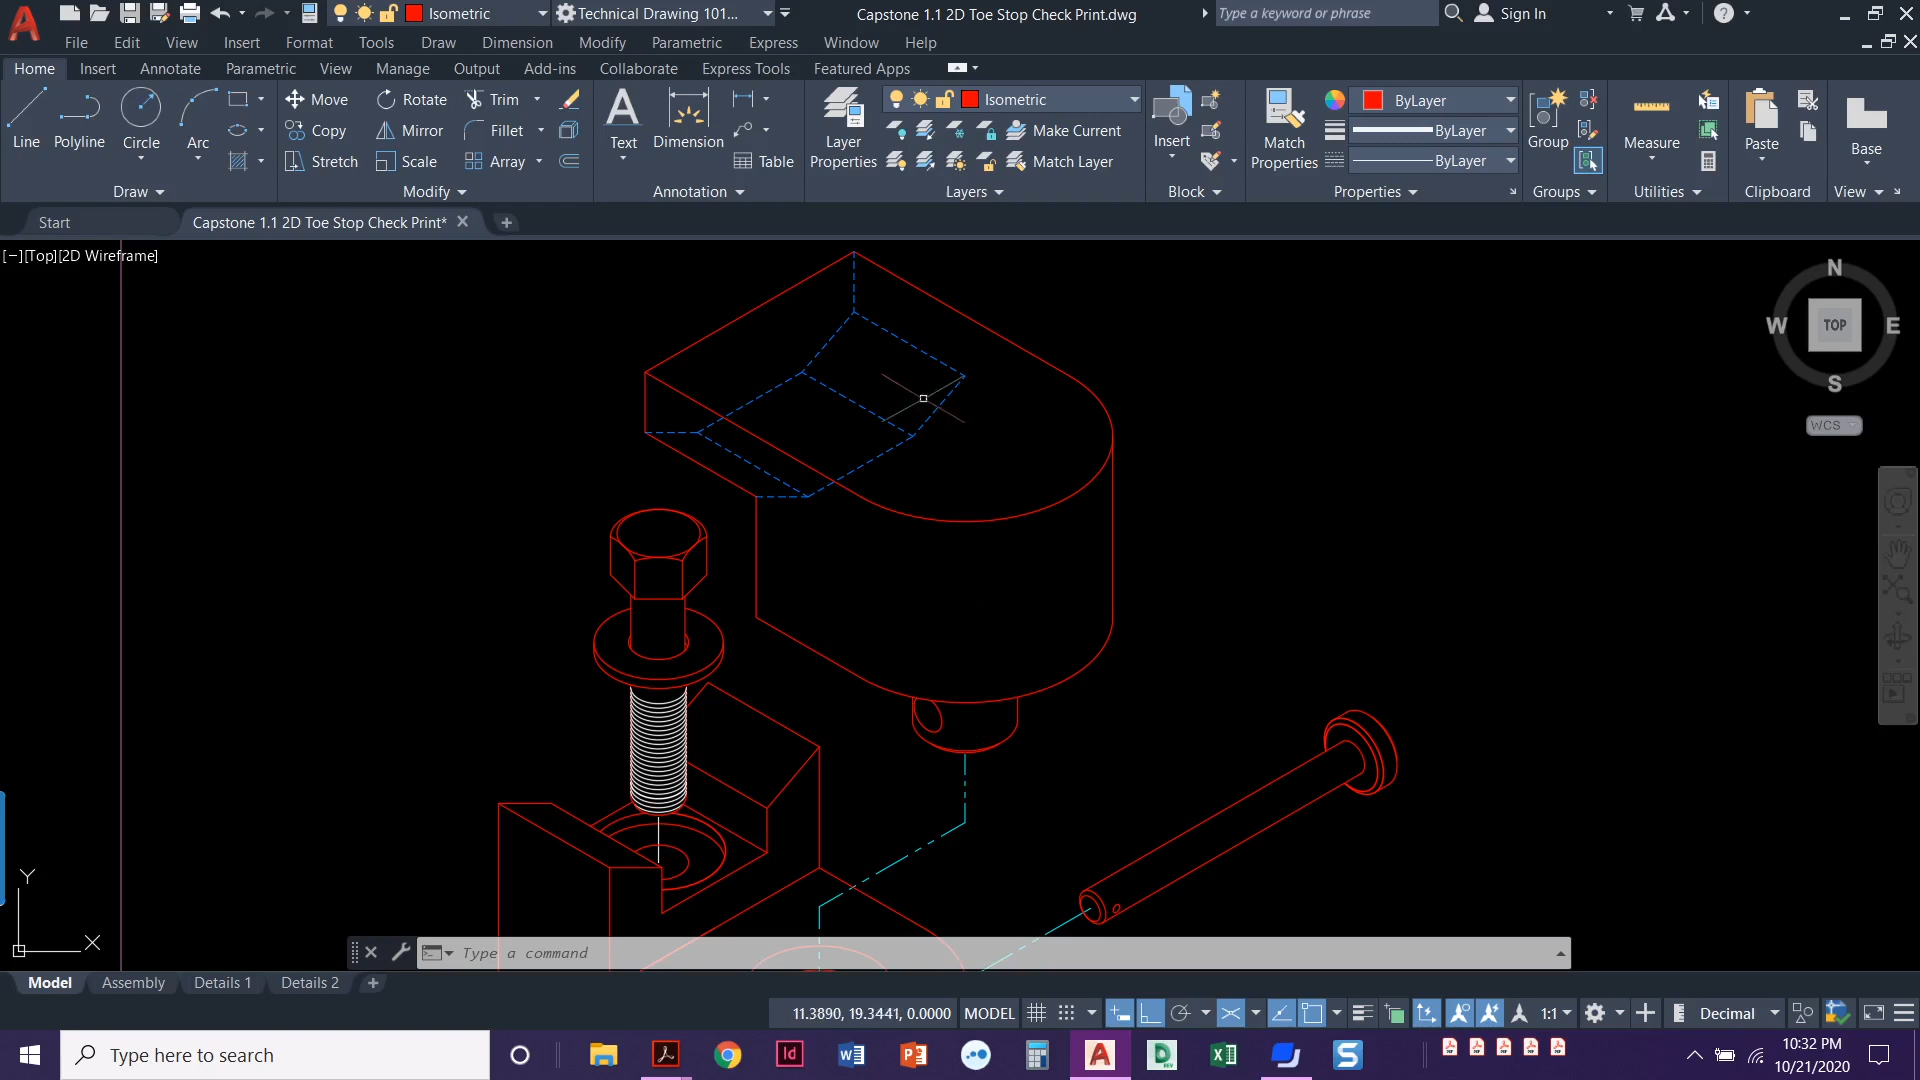 Isometric
Technical Drawing 101...
Capstone 1.1 2D Toe Stop Check Print.dwg
Type a keyword or phrase
Sign In
File Edit View Insert Format Tools Draw Dimension Modify Parametric Express Window Help
Home Insert Annotate Parametric View Manage Output Add-ins Collaborate Express Tools Featured Apps
Line Polyline Circle Arc
Move Rotate Trim
Copy Mirror Fillet
Stretch Scale Array
Text Dimension Table
Layer Properties
Isometric
Make Current
Match Layer
Insert
Match Properties
ByLayer
ByLayer
ByLayer
Group
Measure
Paste
Base
Draw Modify Annotation Layers Block Properties Groups Utilities Clipboard View
Start
Capstone 1.1 2D Toe Stop Check Print*
[−][Top][2D Wireframe]
N
W TOP E
S
WCS
Y
X
Type a command
Model Assembly Details 1 Details 2
11.3890, 19.3441, 0.0000 MODEL 1:1 Decimal
Type here to search
10:32 PM
10/21/2020